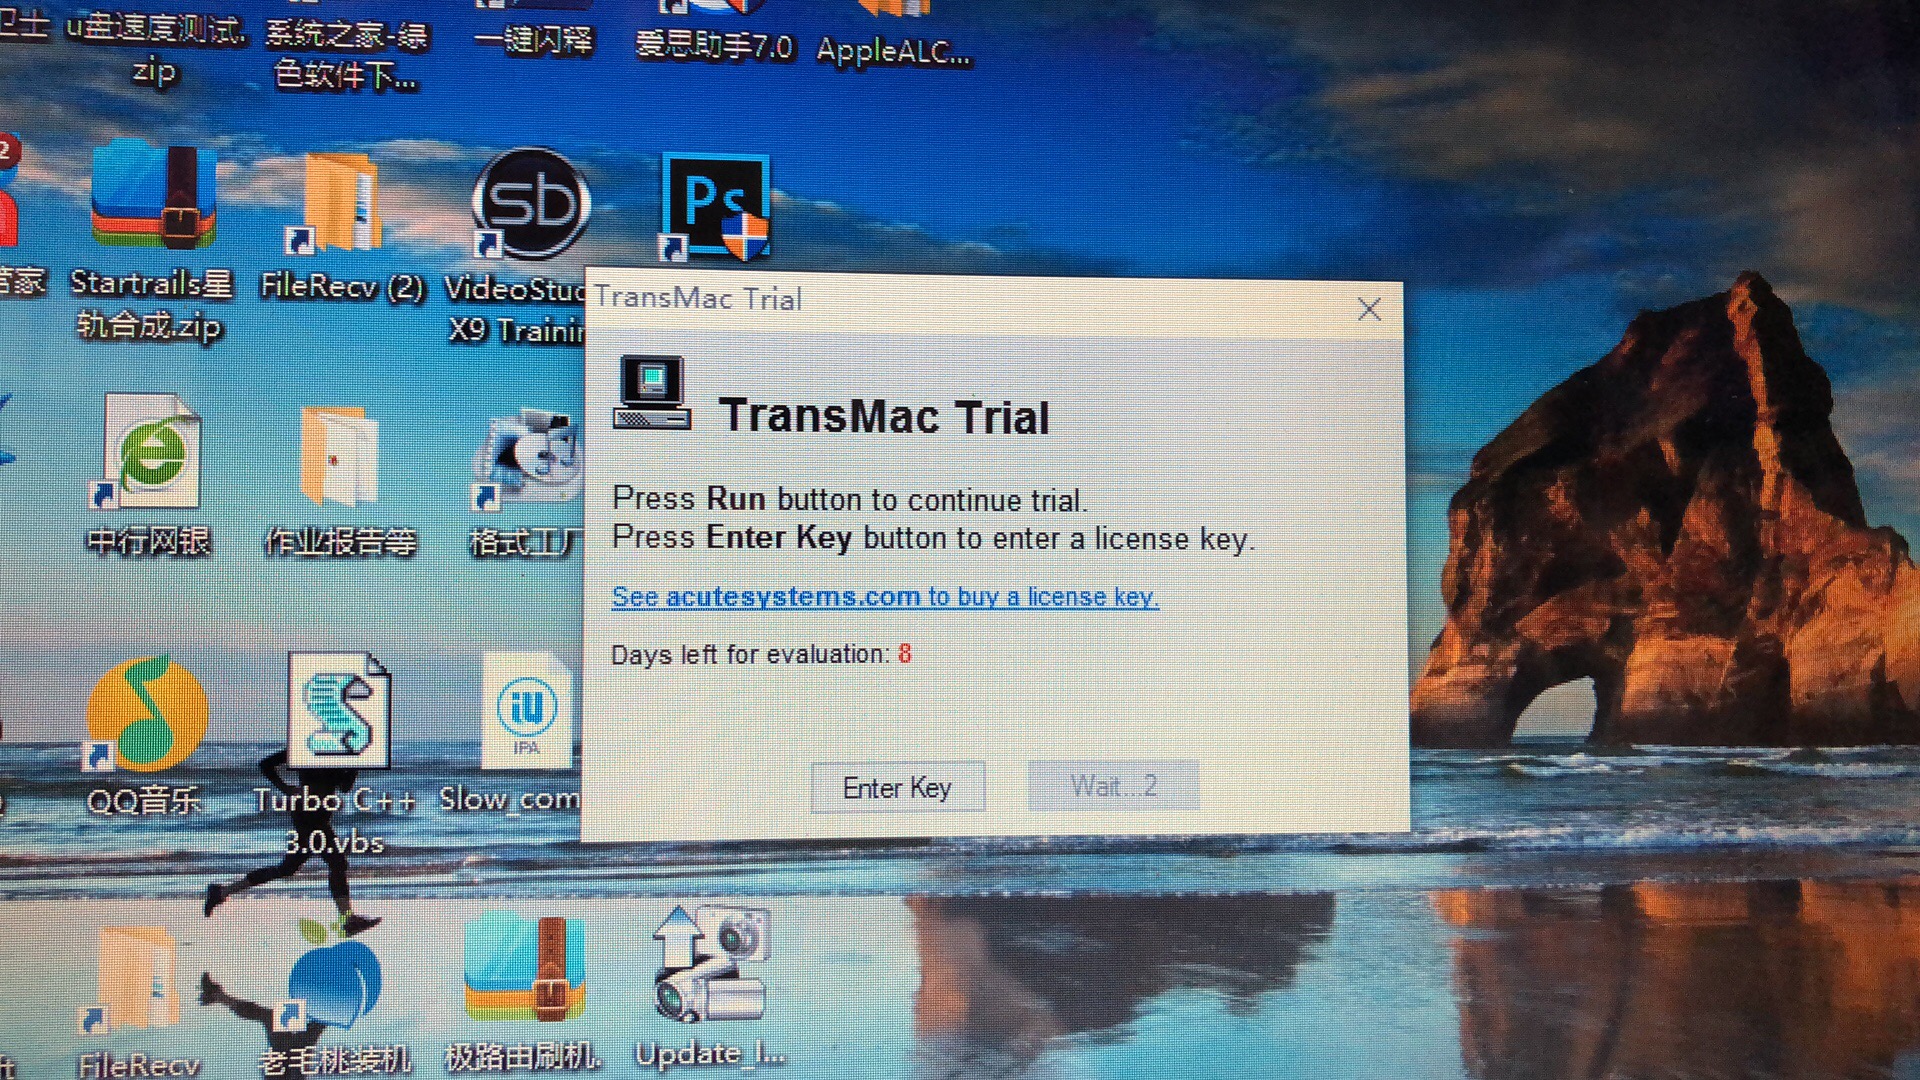 卫士
u盘速度测试.
zip
系统之家-绿
色软件下...
一键闪释
爱思助手7.0
AppleALC...
2
管家
Startrails星
轨合成.zip
FileRecv (2)
sb
VideoStud
X9 Trainin
Ps
TransMac Trial
TransMac Trial
Press Run button to continue trial.
Press Enter Key button to enter a license key.
See acutesystems.com to buy a license key.
Days left for evaluation: 8
Enter Key
Wait...2
中行网银
作业报告等
格式工厂
QQ音乐
Turbo C++
3.0.vbs
iU
IPA
Slow_com
FileRecv
老毛桃装机
极路由刷机.
Update_I...